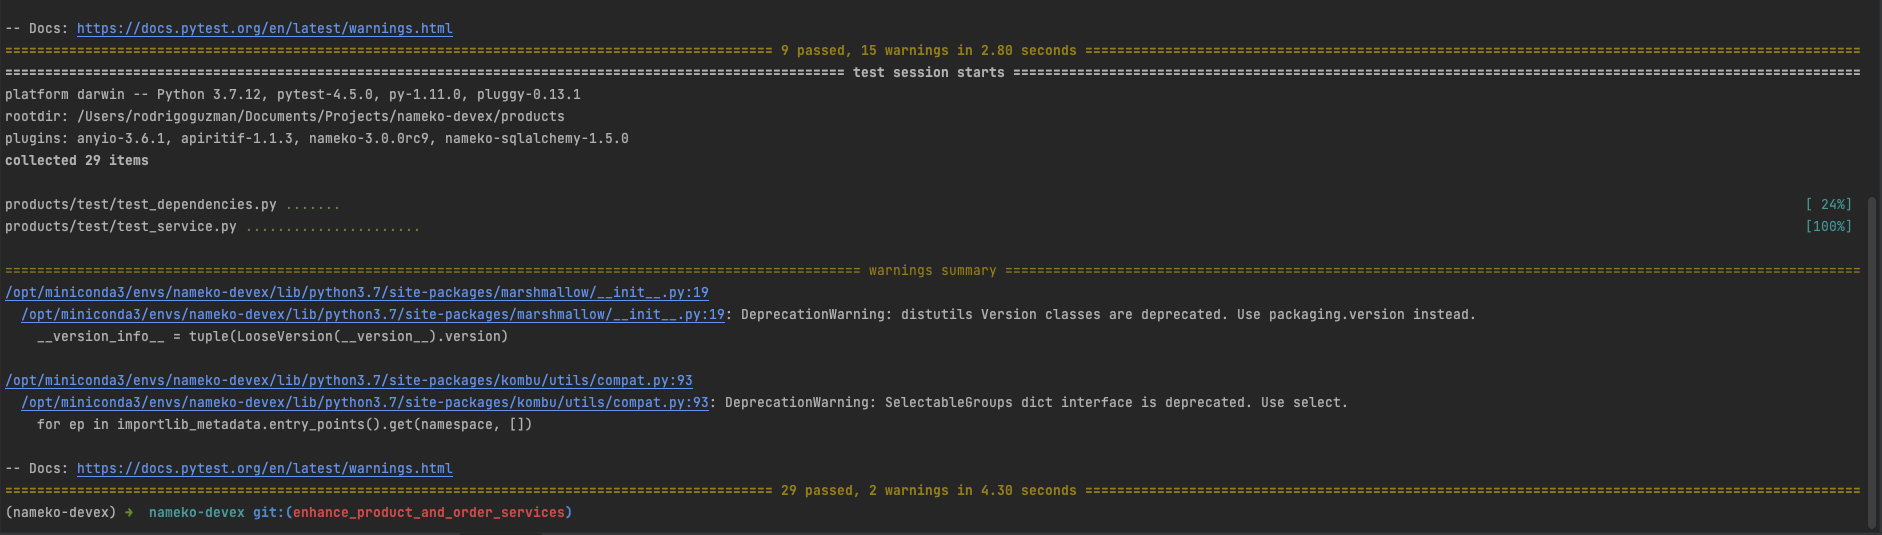 -- Docs: https://docs.pytest.org/en/latest/warnings.html
================================================================================================ 9 passed, 15 warnings in 2.80 seconds =================================================================================================
========================================================================================================= test session starts ==========================================================================================================
platform darwin -- Python 3.7.12, pytest-4.5.0, py-1.11.0, pluggy-0.13.1
rootdir: /Users/rodrigoguzman/Documents/Projects/nameko-devex/products
plugins: anyio-3.6.1, apiritif-1.1.3, nameko-3.0.0rc9, nameko-sqlalchemy-1.5.0
collected 29 items
products/test/test_dependencies.py ....... [ 24%]
products/test/test_service.py ...................... [100%]
=========================================================================================================== warnings summary ===========================================================================================================
/opt/miniconda3/envs/nameko-devex/lib/python3.7/site-packages/marshmallow/__init__.py:19
/opt/miniconda3/envs/nameko-devex/lib/python3.7/site-packages/marshmallow/__init__.py:19: DeprecationWarning: distutils Version classes are deprecated. Use packaging.version instead.
__version_info__ = tuple(LooseVersion(__version__).version)
/opt/miniconda3/envs/nameko-devex/lib/python3.7/site-packages/kombu/utils/compat.py:93
/opt/miniconda3/envs/nameko-devex/lib/python3.7/site-packages/kombu/utils/compat.py:93: DeprecationWarning: SelectableGroups dict interface is deprecated. Use select.
for ep in importlib_metadata.entry_points().get(namespace, [])
-- Docs: https://docs.pytest.org/en/latest/warnings.html
================================================================================================ 29 passed, 2 warnings in 4.30 seconds =================================================================================================
(nameko-devex) → nameko-devex git:(enhance_product_and_order_services)